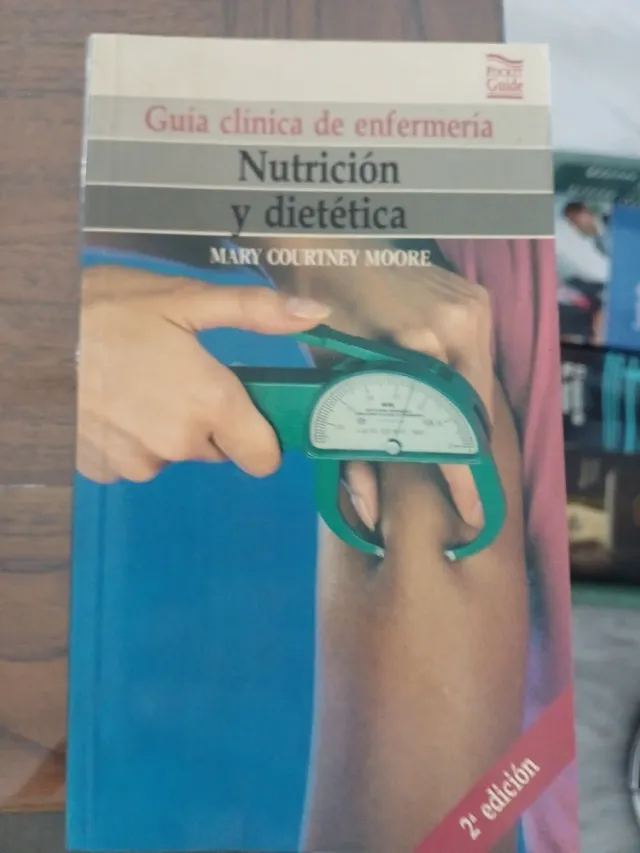 POCKET
Guide
Guía clínica de enfermería
Nutrición
y dietética
MARY COURTNEY MOORE
2ª edición